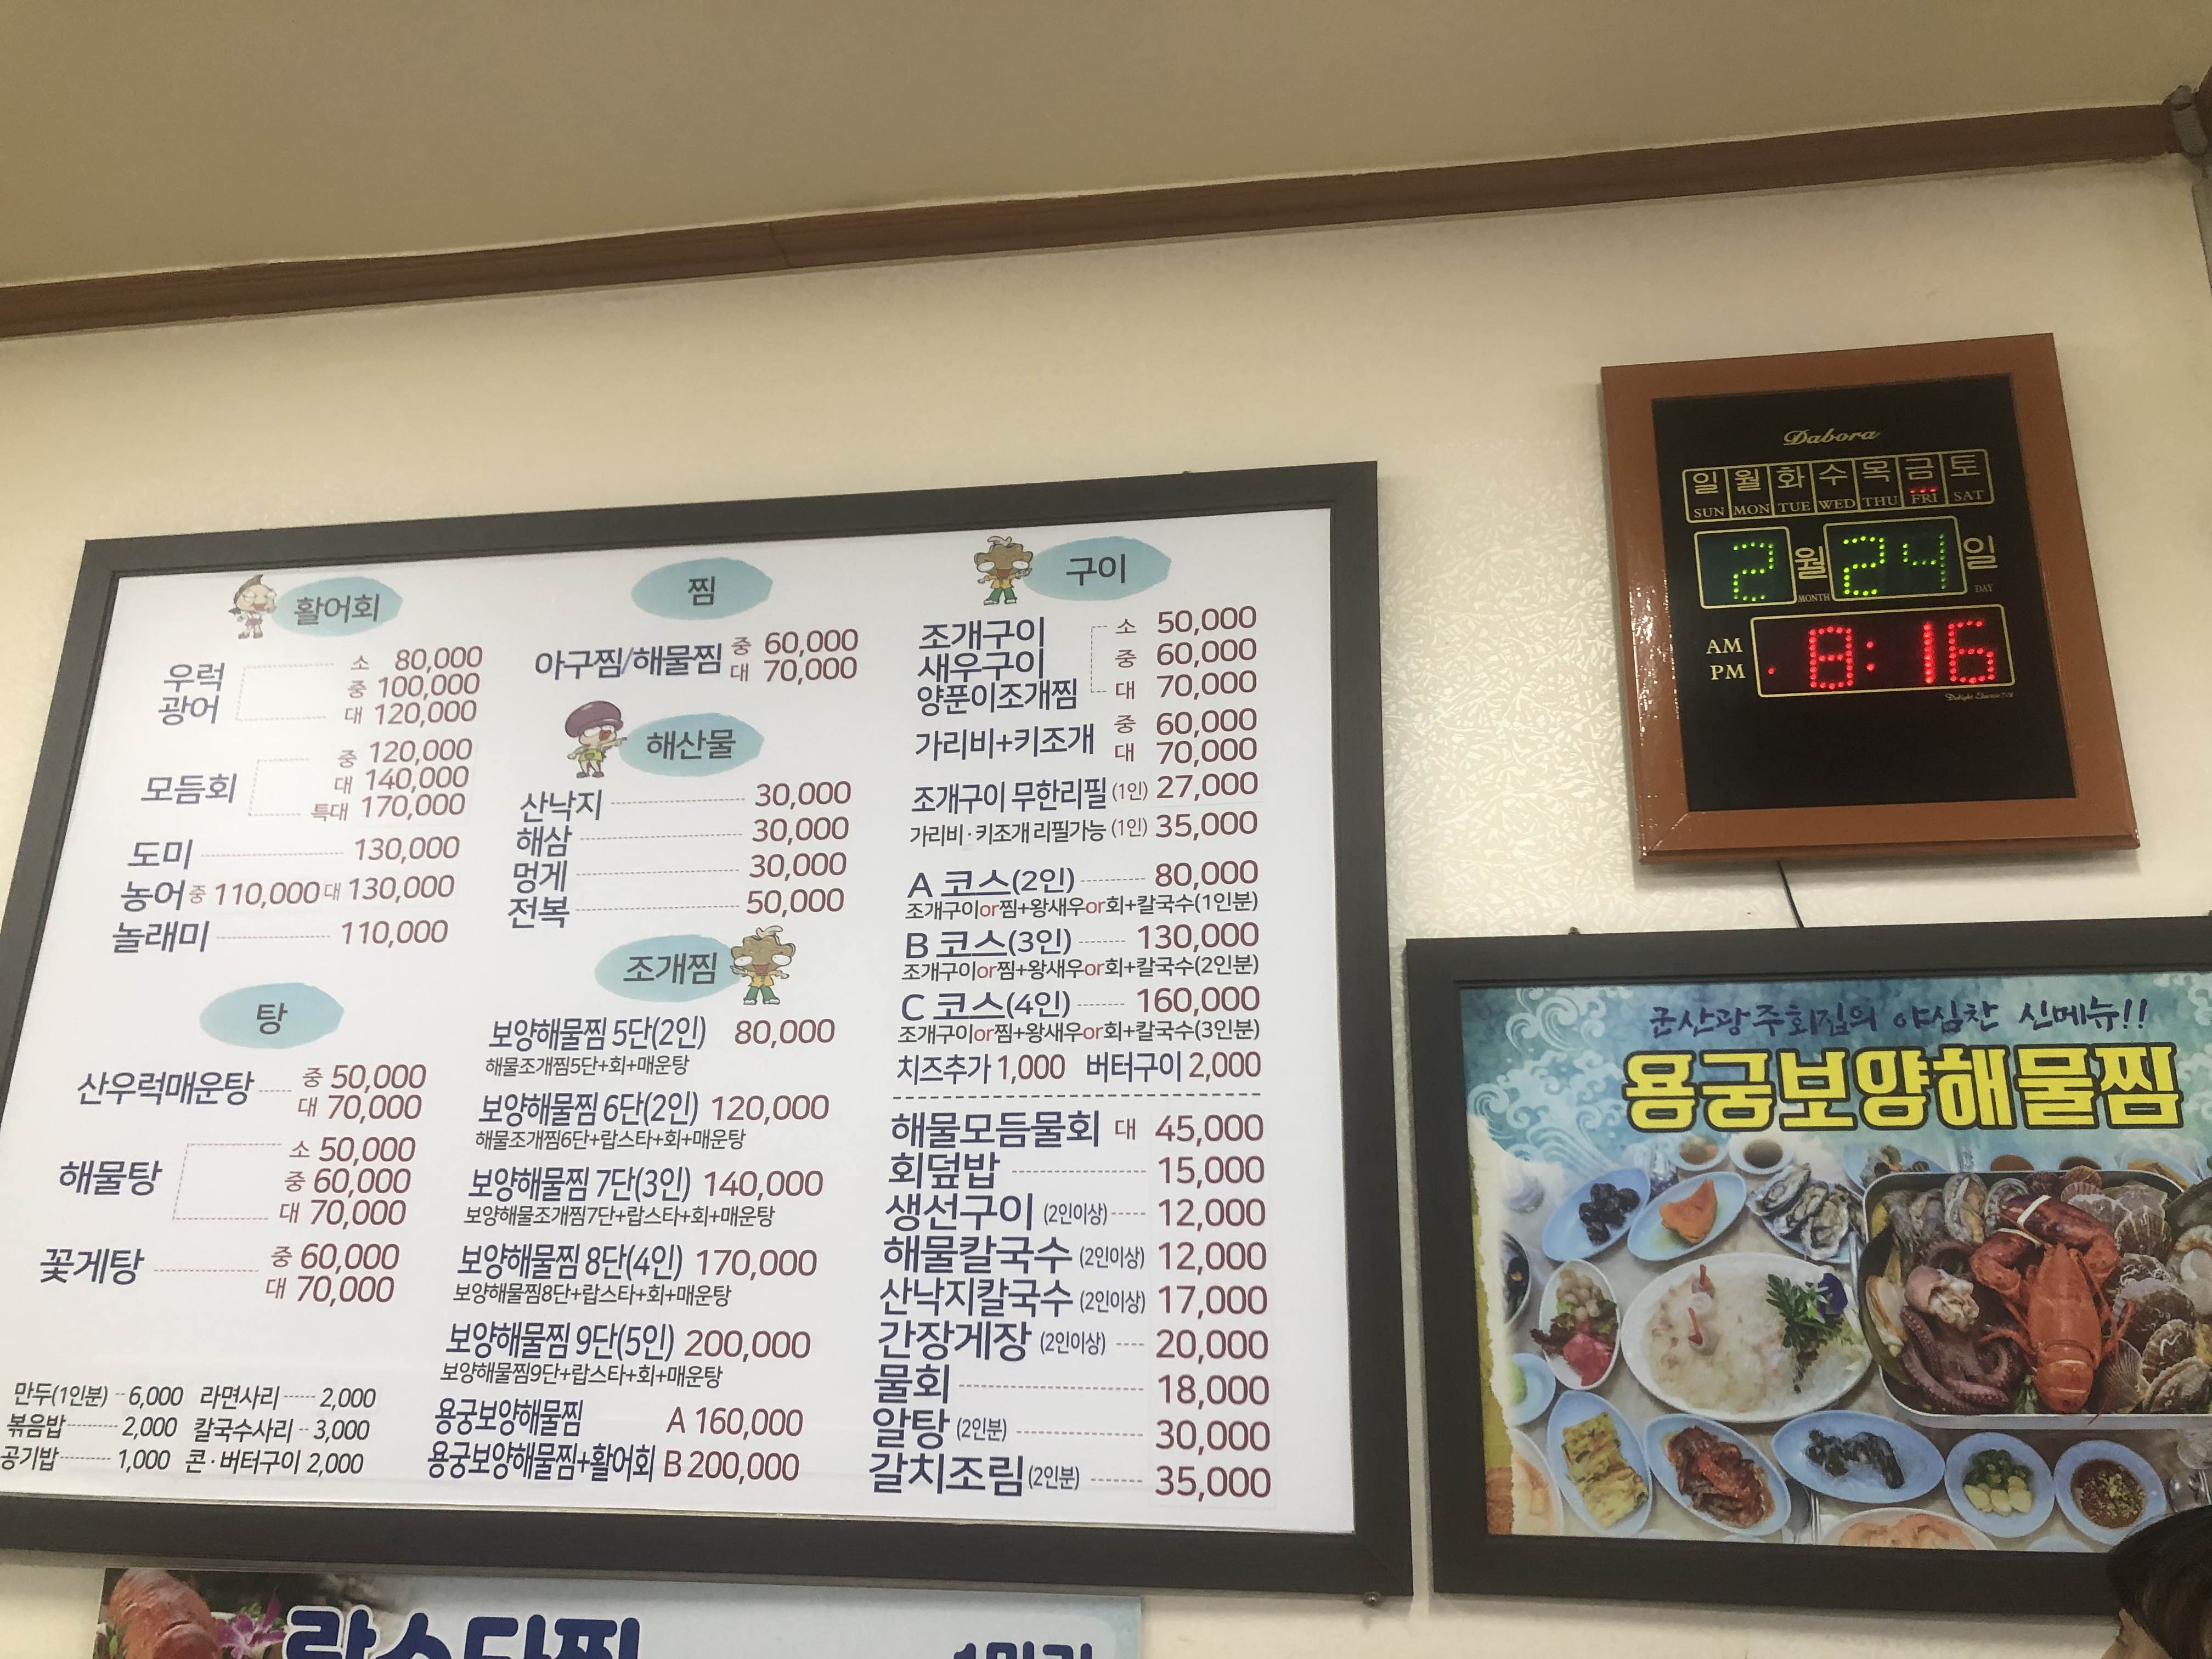 활어회
우럭
광어
소 80,000
중 100,000
대 120,000
모듬회
중 120,000
대 140,000
특대 170,000
도미 130,000
농어 중 110,000 대 130,000
놀래미 110,000
탕
산우럭매운탕
중 50,000
대 70,000
해물탕
소 50,000
중 60,000
대 70,000
꽃게탕
중 60,000
대 70,000
만두(1인분) 6,000 라면사리 2,000
볶음밥 2,000 칼국수사리 3,000
공기밥 1,000 콘·버터구이 2,000
찜
아구찜/해물찜
중 60,000
대 70,000
해산물
산낙지 30,000
해삼 30,000
멍게 30,000
전복 50,000
조개찜
보양해물찜 5단(2인) 80,000
해물조개찜5단+회+매운탕
보양해물찜 6단(2인) 120,000
해물조개찜6단+랍스타+회+매운탕
보양해물찜 7단(3인) 140,000
보양해물조개찜7단+랍스타+회+매운탕
보양해물찜 8단(4인) 170,000
보양해물찜8단+랍스타+회+매운탕
보양해물찜 9단(5인) 200,000
보양해물찜9단+랍스타+회+매운탕
용궁보양해물찜 A 160,000
용궁보양해물찜+활어회 B 200,000
구이
조개구이
새우구이
양푼이조개찜
소 50,000
중 60,000
대 70,000
가리비+키조개
중 60,000
대 70,000
조개구이 무한리필 (1인) 27,000
가리비·키조개 리필가능 (1인) 35,000
A 코스(2인) 80,000
조개구이or찜+왕새우or회+칼국수(1인분)
B 코스(3인) 130,000
조개구이or찜+왕새우or회+칼국수(2인분)
C 코스(4인) 160,000
조개구이or찜+왕새우or회+칼국수(3인분)
치즈추가 1,000 버터구이 2,000
해물모듬물회 대 45,000
회덮밥 15,000
생선구이 (2인이상) 12,000
해물칼국수 (2인이상) 12,000
산낙지칼국수 (2인이상) 17,000
간장게장 (2인이상) 20,000
물회 18,000
알탕 (2인분) 30,000
갈치조림 (2인분) 35,000
Dabora
일 월 화 수 목 금 토
SUN MON TUE WED THU FRI SAT
2 월 24 일
MONTH DAY
AM
PM
8:16
군산광주회집의 야심찬 신메뉴!!
용궁보양해물찜
랍스타찜
1마리